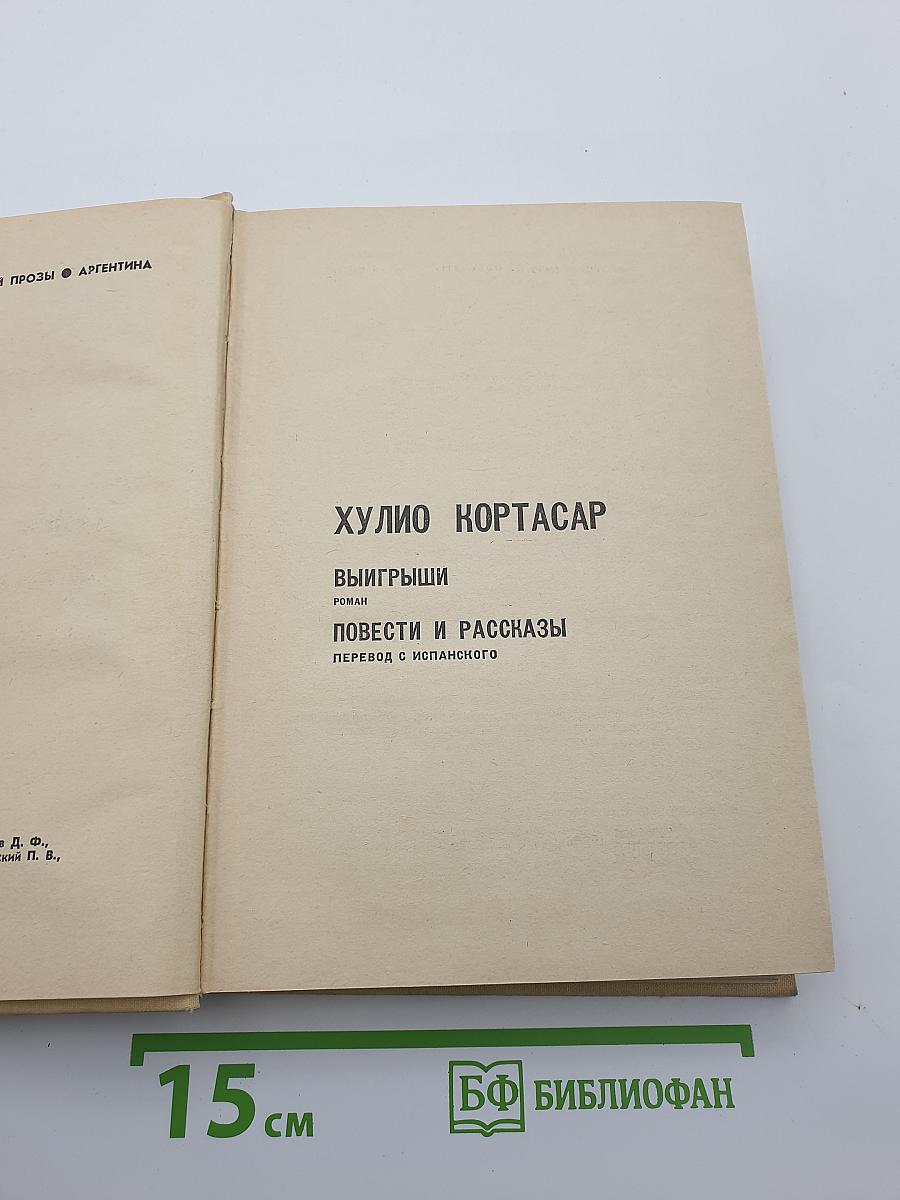 Й ПРОЗЫ ● АРГЕНТИНА
в Д. Ф.,
ский П. В.,
ХУЛИО КОРТАСАР
ВЫИГРЫШИ
РОМАН
ПОВЕСТИ И РАССКАЗЫ
ПЕРЕВОД С ИСПАНСКОГО
15 см
БФ БИБЛИОФАН